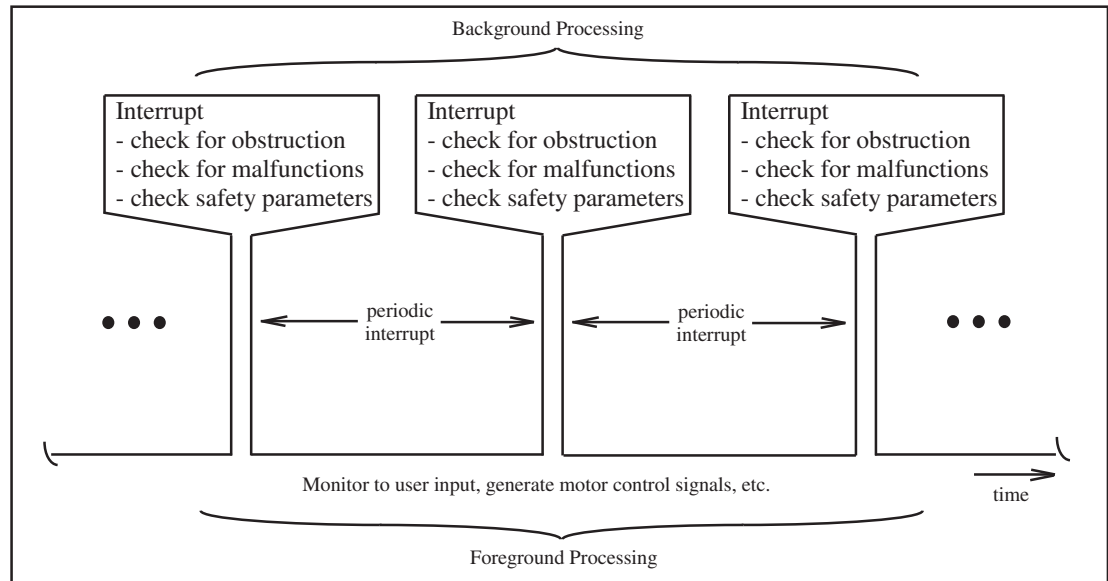 Background Processing
Interrupt
- check for obstruction
- check for malfunctions
- check safety parameters
Interrupt
- check for obstruction
- check for malfunctions
- check safety parameters
Interrupt
- check for obstruction
- check for malfunctions
- check safety parameters
periodic
interrupt
periodic
interrupt
Monitor to user input, generate motor control signals, etc.
time
Foreground Processing